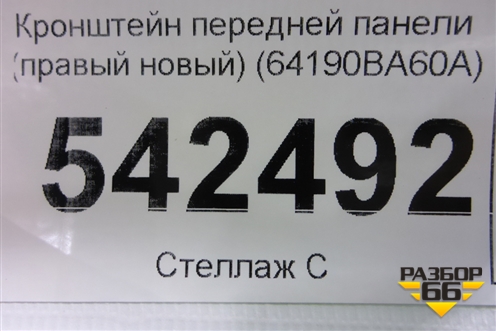 Кронштейн передней панели
(правый новый) (64190BA60A)
542492
Стеллаж С
РАЗБОР
66